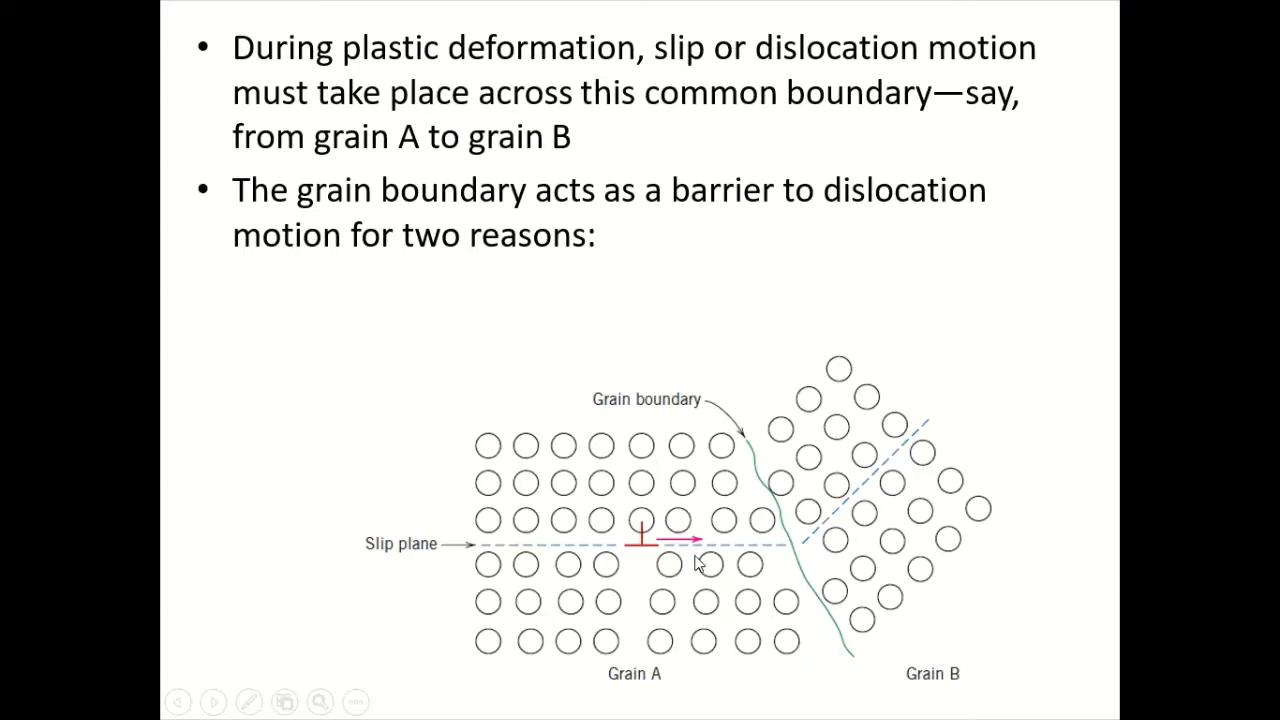 • During plastic deformation, slip or dislocation motion
must take place across this common boundary—say,
from grain A to grain B
• The grain boundary acts as a barrier to dislocation
motion for two reasons:
Grain boundary
Slip plane
Grain A
Grain B